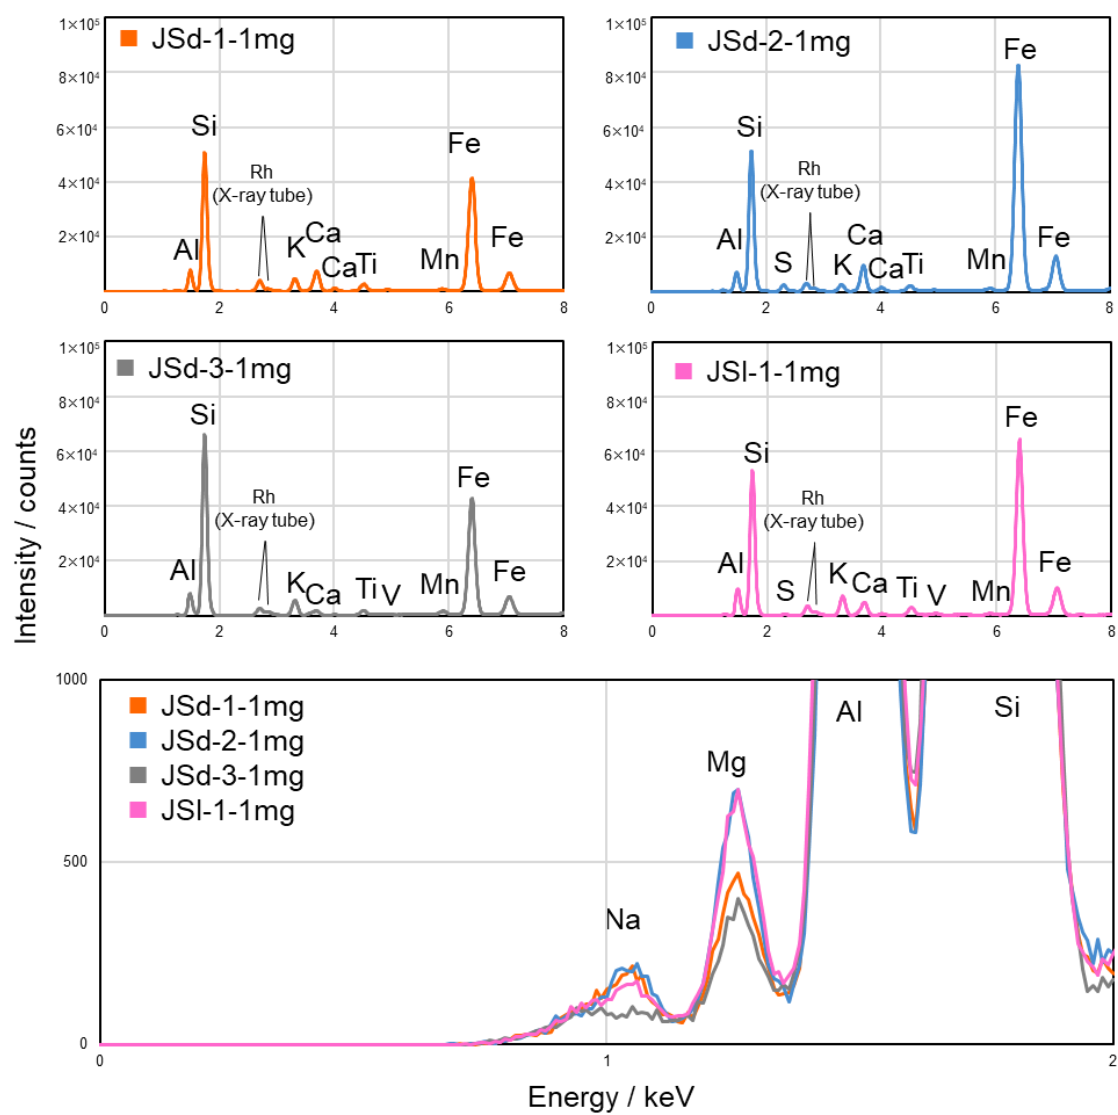 1×10⁵
JSd-1-1mg
8×10⁴
6×10⁴
Si
Fe
Rh
(X-ray tube)
4×10⁴
2×10⁴
Al
K
Ca
Ca
Ti
Mn
Fe
0
2
4
6
8
1×10⁵
JSd-2-1mg
Fe
8×10⁴
6×10⁴
Si
Rh
(X-ray tube)
4×10⁴
2×10⁴
Al
S
K
Ca
Ca
Ti
Mn
Fe
0
2
4
6
8
1×10⁵
JSd-3-1mg
8×10⁴
Si
6×10⁴
Fe
Rh
(X-ray tube)
4×10⁴
2×10⁴
Al
K
Ca
Ti
V
Mn
Fe
0
2
4
6
8
1×10⁵
JSl-1-1mg
8×10⁴
Fe
6×10⁴
Si
Rh
(X-ray tube)
4×10⁴
2×10⁴
Al
S
K
Ca
Ti
V
Mn
Fe
0
2
4
6
8
Intensity / counts
1000
JSd-1-1mg
JSd-2-1mg
JSd-3-1mg
JSl-1-1mg
Al
Si
Mg
500
Na
0
0
1
2
Energy / keV